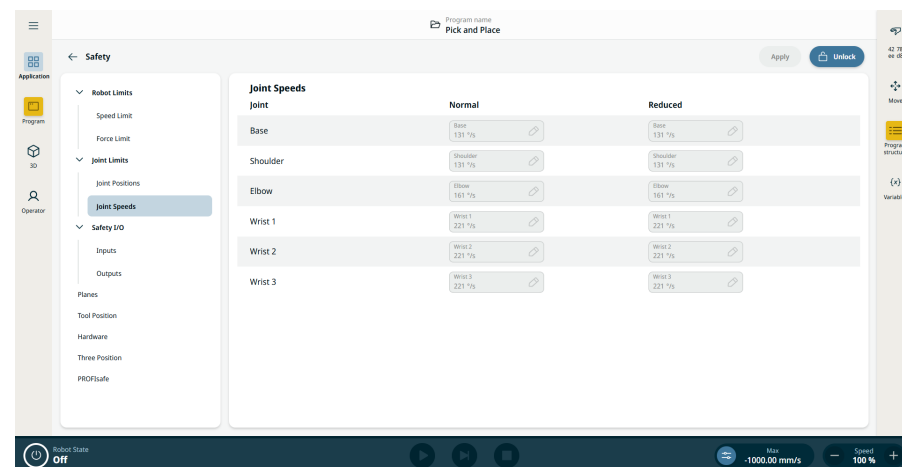 Program name
Pick and Place
Safety
Apply
Unlock
Application
Program
3D
Operator
Robot Limits
Speed Limit
Force Limit
Joint Limits
Joint Positions
Joint Speeds
Safety I/O
Inputs
Outputs
Planes
Tool Position
Hardware
Three Position
PROFIsafe
Joint Speeds
Joint Normal Reduced
Base Base 131 °/s Base 131 °/s
Shoulder Shoulder 131 °/s Shoulder 131 °/s
Elbow Elbow 161 °/s Elbow 161 °/s
Wrist 1 Wrist 1 221 °/s Wrist 1 221 °/s
Wrist 2 Wrist 2 221 °/s Wrist 2 221 °/s
Wrist 3 Wrist 3 221 °/s Wrist 3 221 °/s
42
ee
Move
{x}
Robot State
Off
Max
-1000.00 mm/s
Speed
100 %